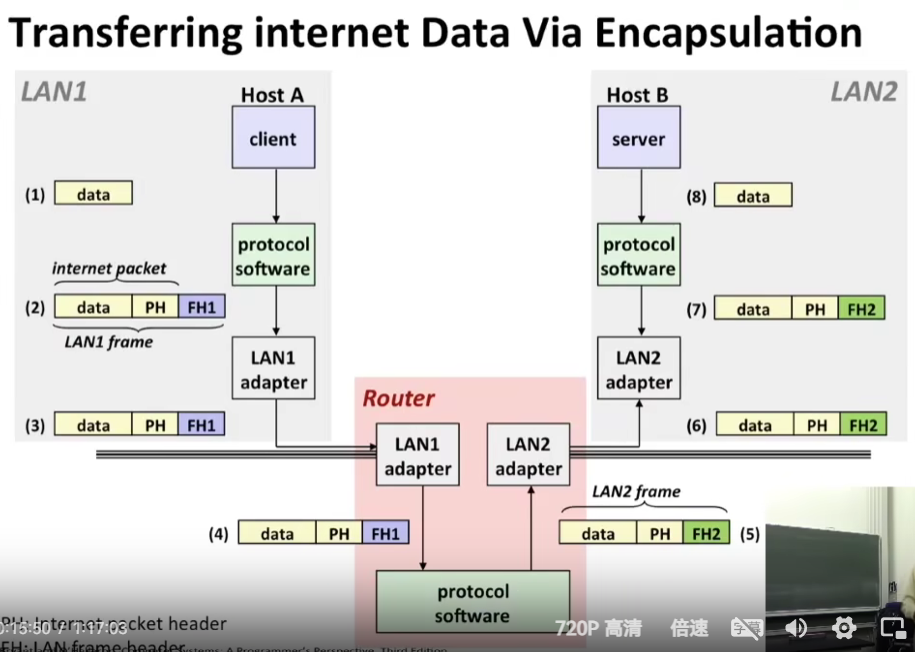 Transferring internet Data Via Encapsulation
LAN1
Host A
client
(1) data
protocol
software
internet packet
(2) data PH FH1
LAN1 frame
LAN1
adapter
(3) data PH FH1
Host B
LAN2
server
(8) data
protocol
software
(7) data PH FH2
LAN2
adapter
(6) data PH FH2
Router
LAN1
adapter
LAN2
adapter
(4) data PH FH1
LAN2 frame
data PH FH2 (5)
protocol
software
PH: Internet packet header
FH: LAN frame header
0:15:50 / 1:17:03
720P 高清
倍速
字幕
Systems, A Programmer's Perspective, Third Edition